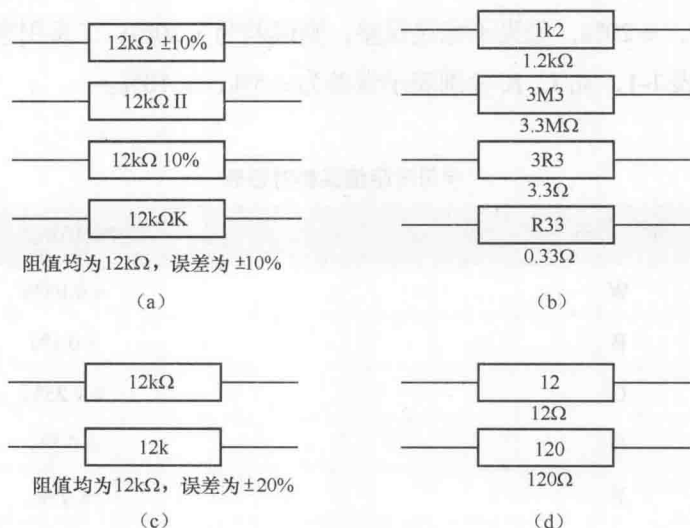 12kΩ ±10%
12kΩ II
12kΩ 10%
12kΩK
阻值均为12kΩ，误差为±10%
（a）
1k2
1.2kΩ
3M3
3.3MΩ
3R3
3.3Ω
R33
0.33Ω
（b）
12kΩ
12k
阻值均为12kΩ，误差为±20%
（c）
12
12Ω
120
120Ω
（d）